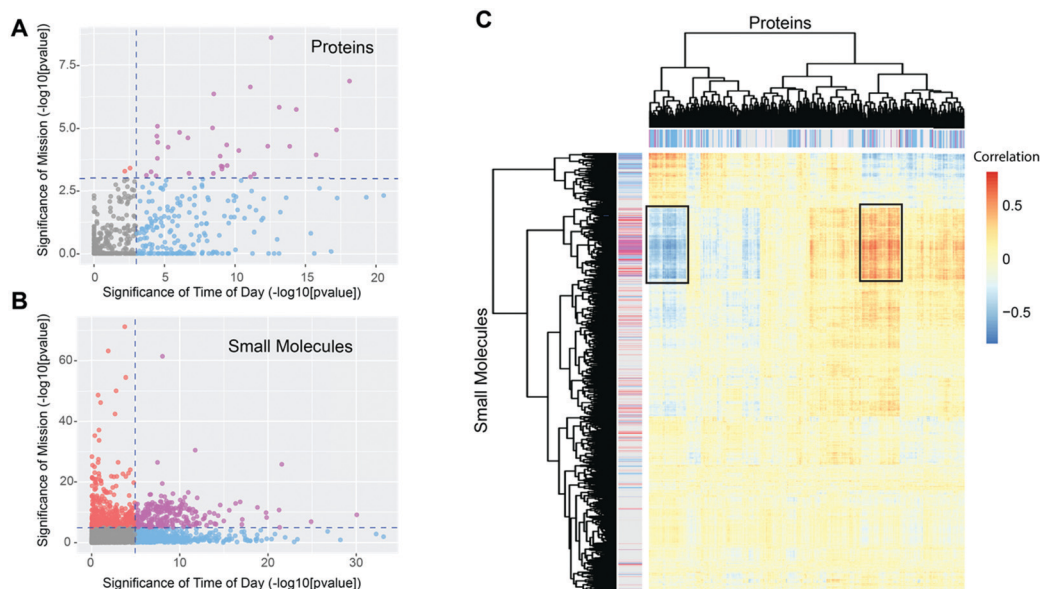 A
Proteins
Significance of Mission (-log10[pvalue])
7.5
5.0
2.5
0.0
0
5
10
15
20
Significance of Time of Day (-log10[pvalue])
B
Small Molecules
Significance of Mission (-log10[pvalue])
60
40
20
0
0
10
20
30
Significance of Time of Day (-log10[pvalue])
C
Proteins
Small Molecules
Correlation
0.5
0
−0.5